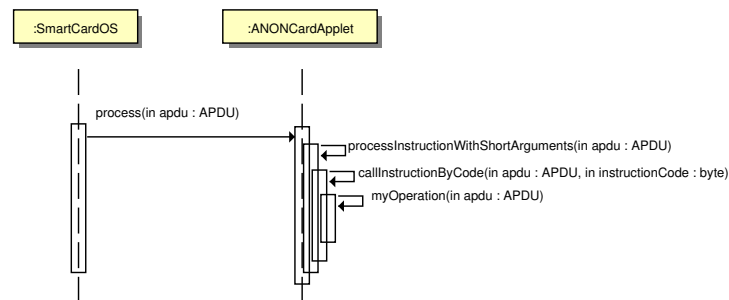 :SmartCardOS
:ANONCardApplet
process(in apdu : APDU)
processInstructionWithShortArguments(in apdu : APDU)
callInstructionByCode(in apdu : APDU, in instructionCode : byte)
myOperation(in apdu : APDU)